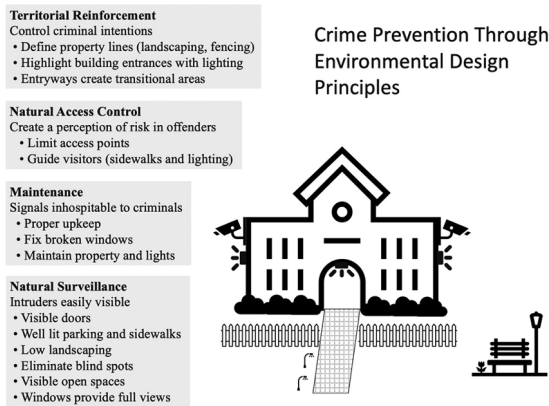 Territorial Reinforcement
Control criminal intentions
• Define property lines (landscaping, fencing)
• Highlight building entrances with lighting
• Entryways create transitional areas
Natural Access Control
Create a perception of risk in offenders
• Limit access points
• Guide visitors (sidewalks and lighting)
Maintenance
Signals inhospitable to criminals
• Proper upkeep
• Fix broken windows
• Maintain property and lights
Natural Surveillance
Intruders easily visible
• Visible doors
• Well lit parking and sidewalks
• Low landscaping
• Eliminate blind spots
• Visible open spaces
• Windows provide full views
Crime Prevention Through
Environmental Design
Principles